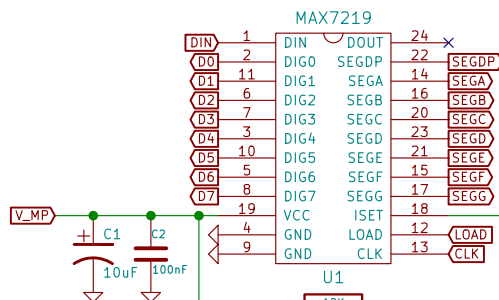 MAX7219
DIN 1 DIN DOUT 24
D0 2 DIG0 SEGDP 22 SEGDP
D1 11 DIG1 SEGA 14 SEGA
D2 6 DIG2 SEGB 16 SEGB
D3 7 DIG3 SEGC 20 SEGC
D4 3 DIG4 SEGD 23 SEGD
D5 10 DIG5 SEGE 21 SEGE
D6 5 DIG6 SEGF 15 SEGF
D7 8 DIG7 SEGG 17 SEGG
V_MP 19 VCC ISET 18
+ C1 C2 4 GND LOAD 12 LOAD
9 GND CLK 13 CLK
10uF 100nF
U1